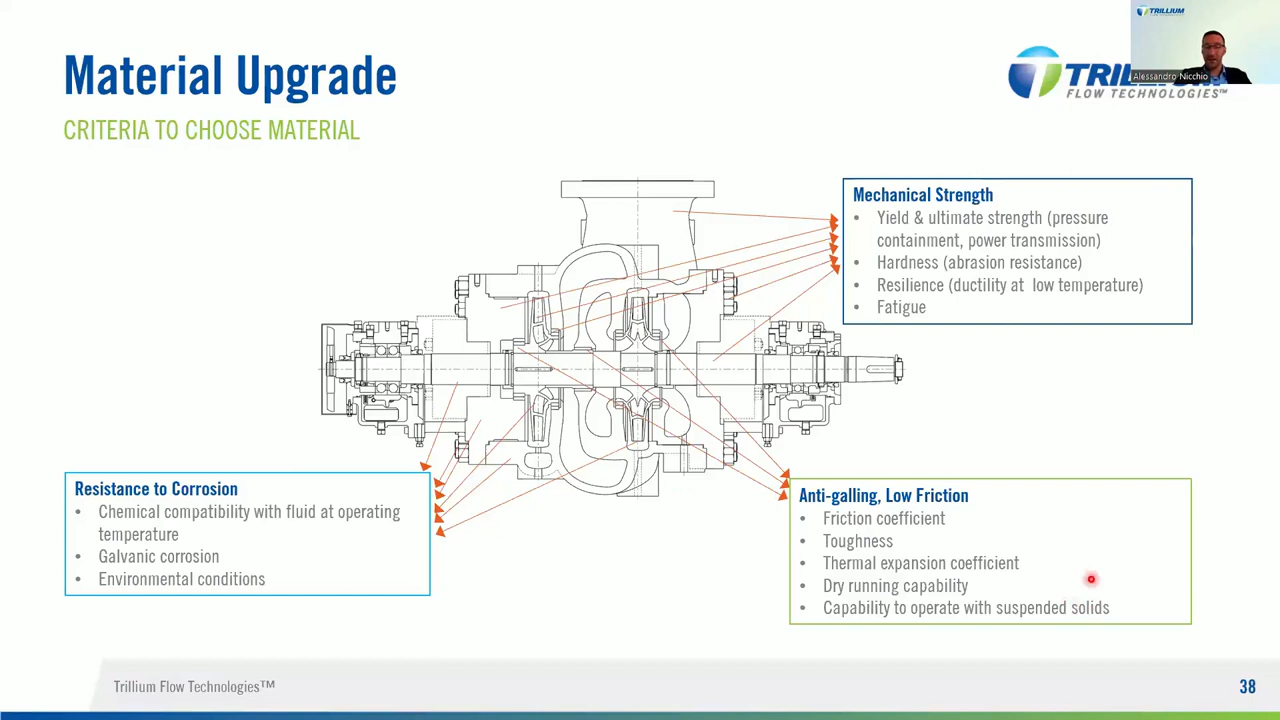 Material Upgrade
CRITERIA TO CHOOSE MATERIAL
TRILLIUM
Alessandro Nicchio
FLOW TECHNOLOGIES™
Mechanical Strength
• Yield & ultimate strength (pressure
containment, power transmission)
• Hardness (abrasion resistance)
• Resilience (ductility at low temperature)
• Fatigue
Resistance to Corrosion
• Chemical compatibility with fluid at operating
temperature
• Galvanic corrosion
• Environmental conditions
Anti-galling, Low Friction
• Friction coefficient
• Toughness
• Thermal expansion coefficient
• Dry running capability
• Capability to operate with suspended solids
Trillium Flow Technologies™
38